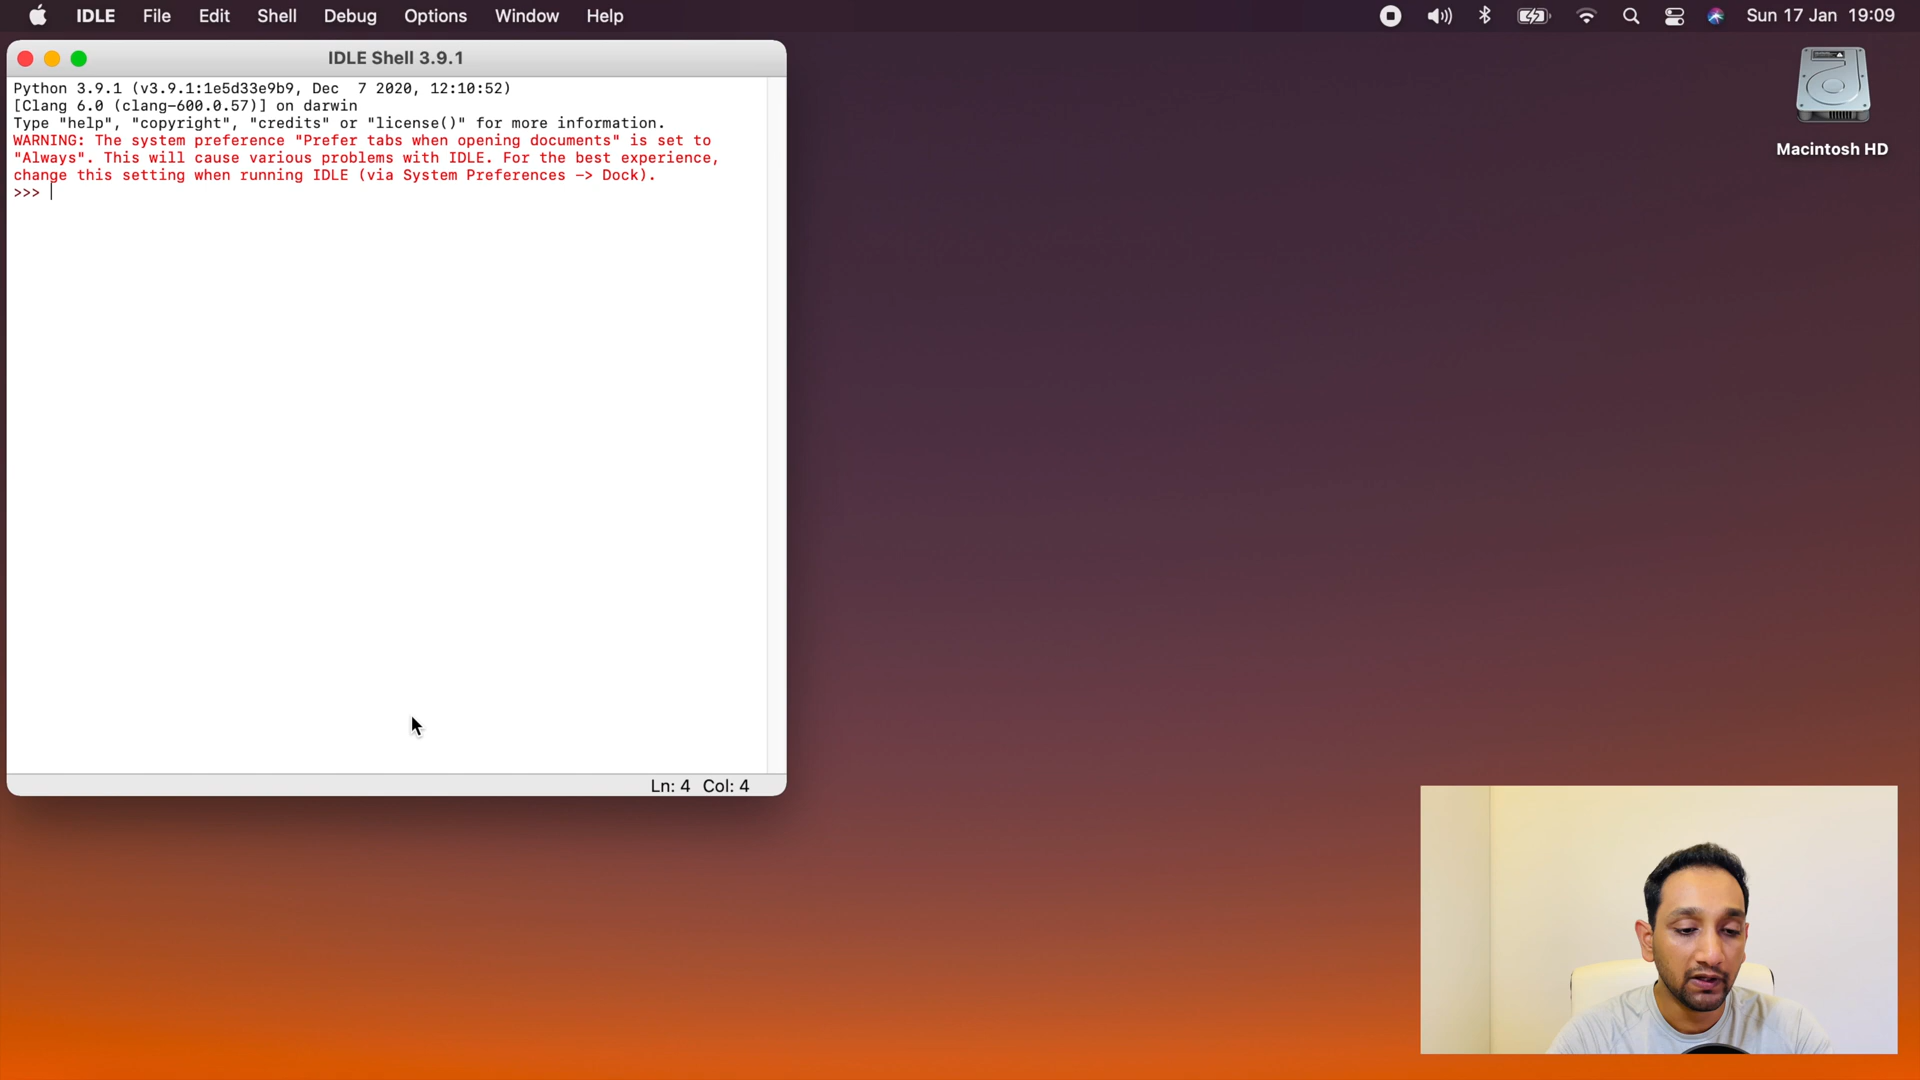 IDLE File Edit Shell Debug Options Window Help Sun 17 Jan 19:09
IDLE Shell 3.9.1
Python 3.9.1 (v3.9.1:1e5d33e9b9, Dec  7 2020, 12:10:52)
[Clang 6.0 (clang-600.0.57)] on darwin
Type "help", "copyright", "credits" or "license()" for more information.
WARNING: The system preference "Prefer tabs when opening documents" is set to
"Always". This will cause various problems with IDLE. For the best experience,
change this setting when running IDLE (via System Preferences -> Dock).
>>>
Ln: 4 Col: 4
Macintosh HD